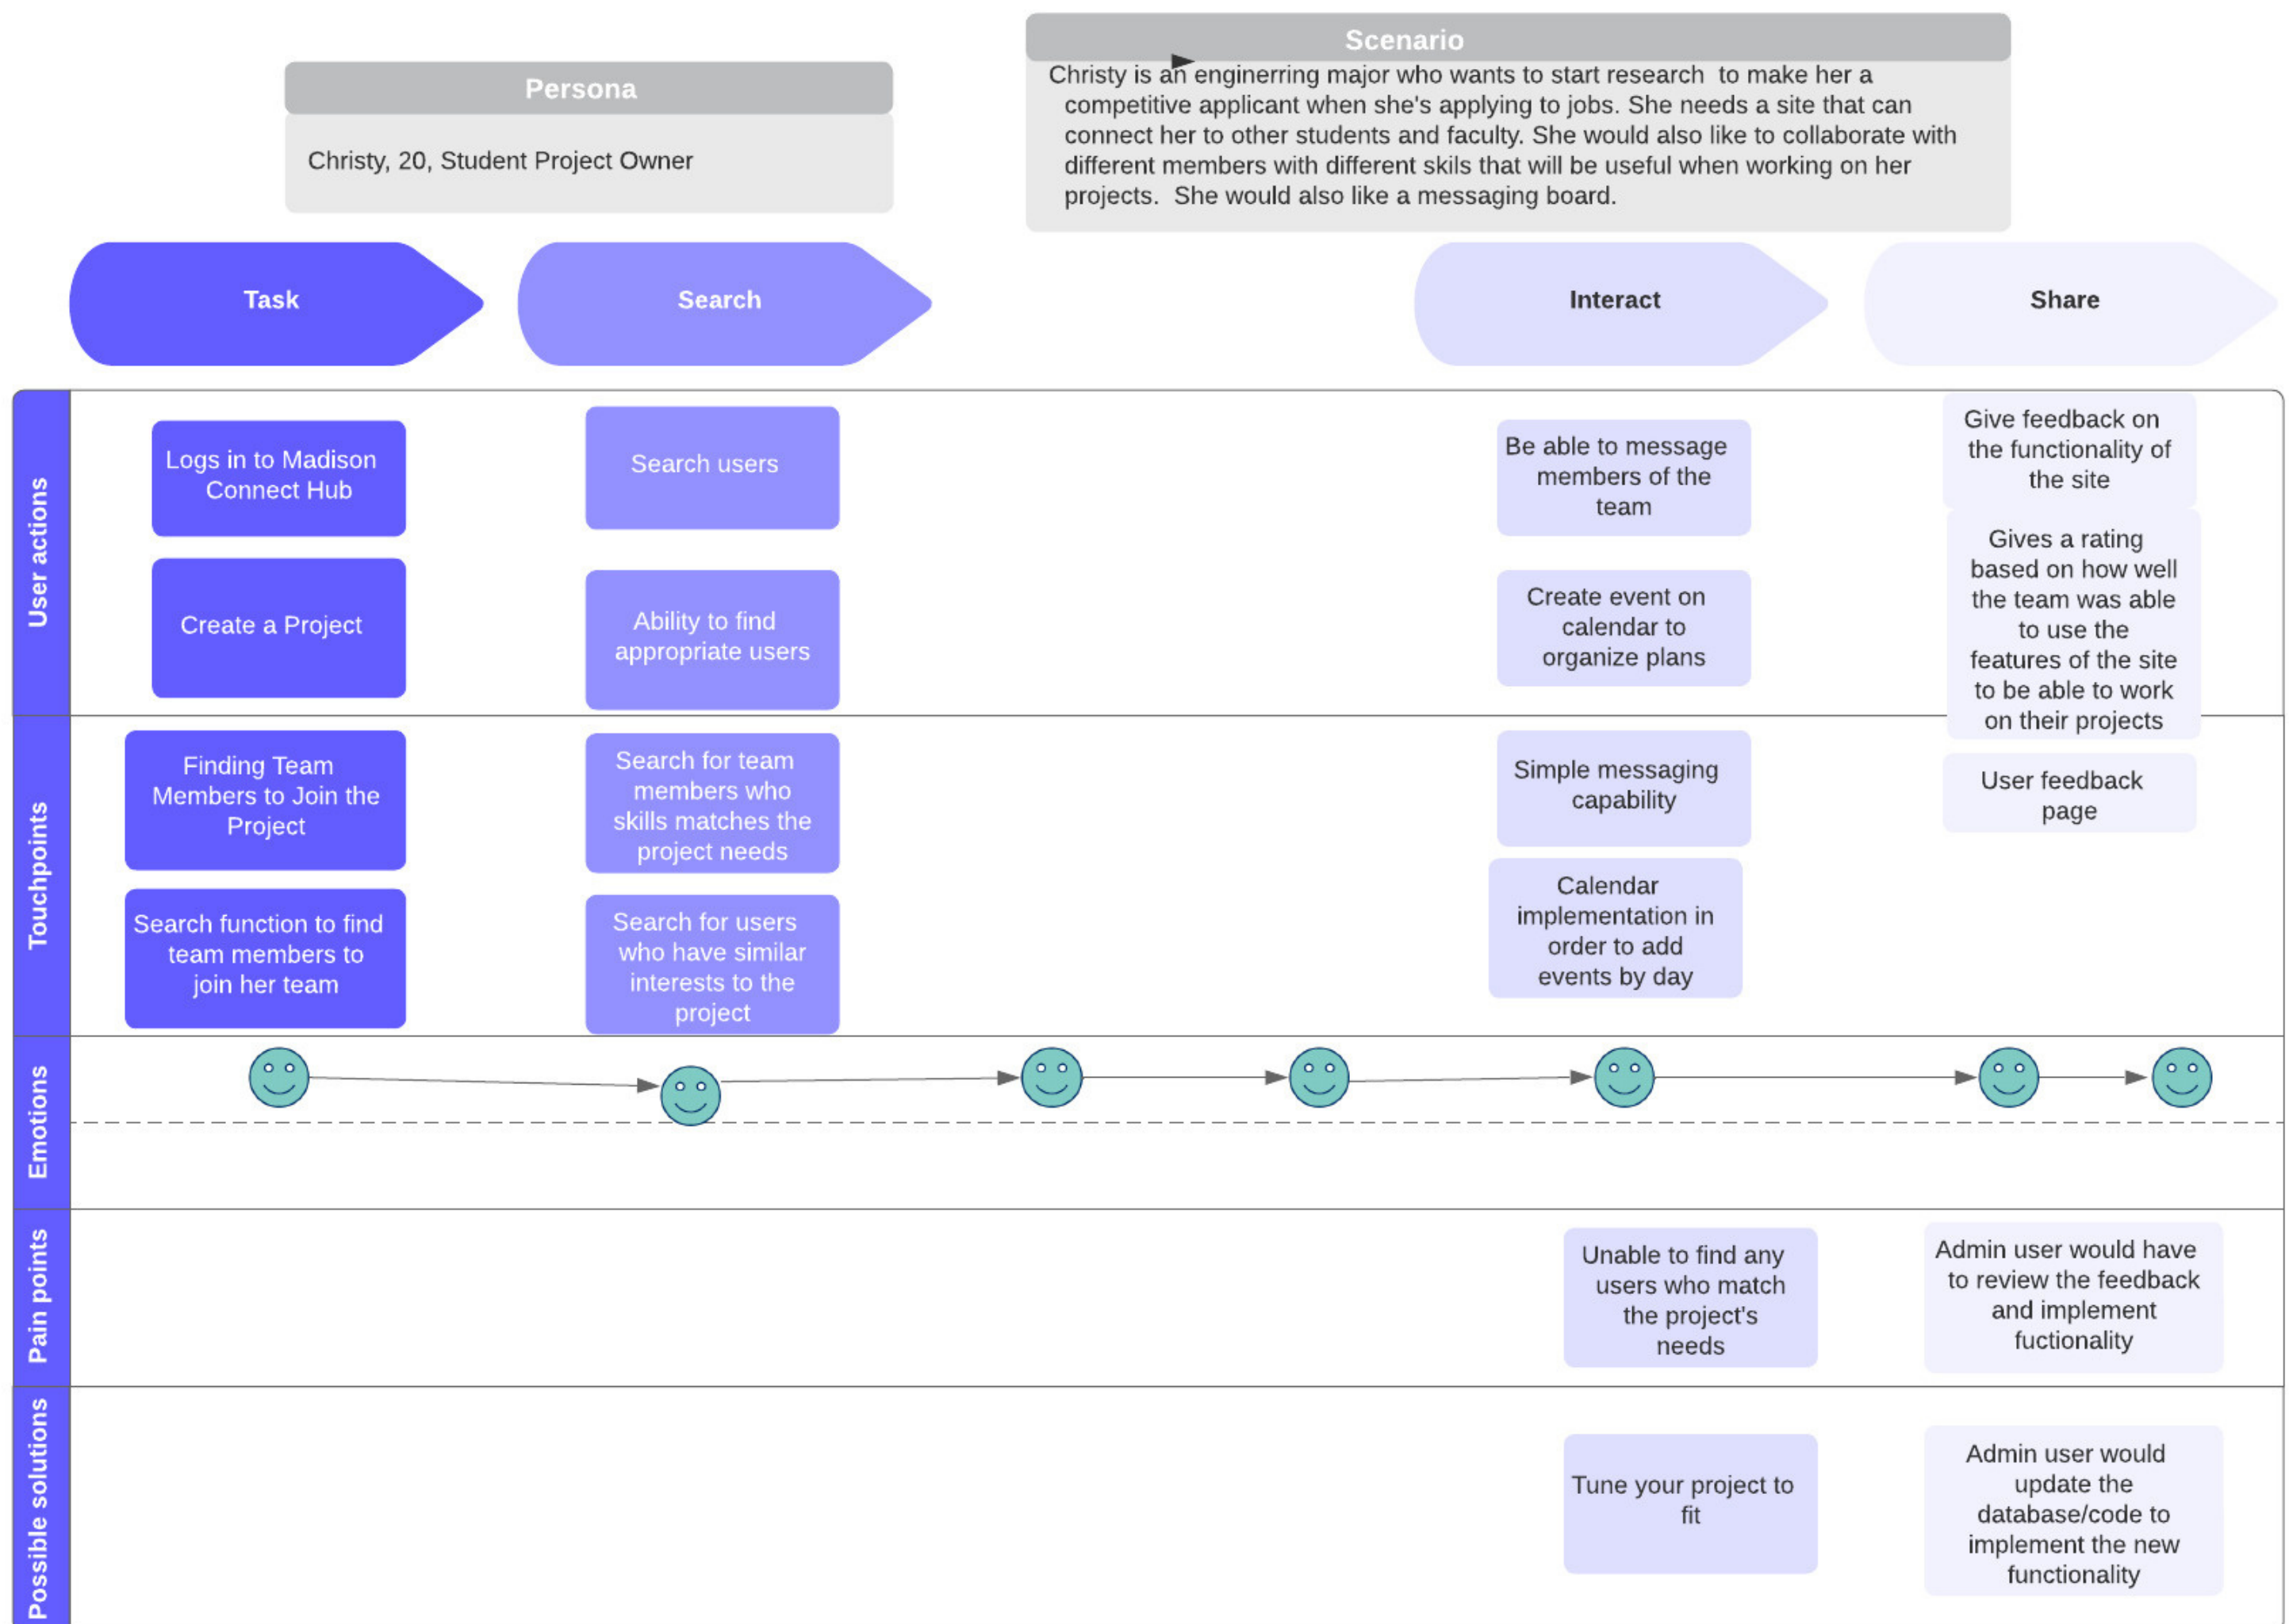 Persona
Christy, 20, Student Project Owner
Scenario
Christy is an enginerring major who wants to start research to make her a
competitive applicant when she's applying to jobs. She needs a site that can
connect her to other students and faculty. She would also like to collaborate with
different members with different skils that will be useful when working on her
projects. She would also like a messaging board.
Task
Search
Interact
Share
User actions
Logs in to Madison
Connect Hub
Create a Project
Search users
Ability to find
appropriate users
Be able to message
members of the
team
Create event on
calendar to
organize plans
Give feedback on
the functionality of
the site
Gives a rating
based on how well
the team was able
to use the
features of the site
to be able to work
on their projects
Touchpoints
Finding Team
Members to Join the
Project
Search function to find
team members to
join her team
Search for team
members who
skills matches the
project needs
Search for users
who have similar
interests to the
project
Simple messaging
capability
Calendar
implementation in
order to add
events by day
User feedback
page
Emotions
Pain points
Unable to find any
users who match
the project's
needs
Admin user would have
to review the feedback
and implement
fuctionality
Possible solutions
Tune your project to
fit
Admin user would
update the
database/code to
implement the new
functionality